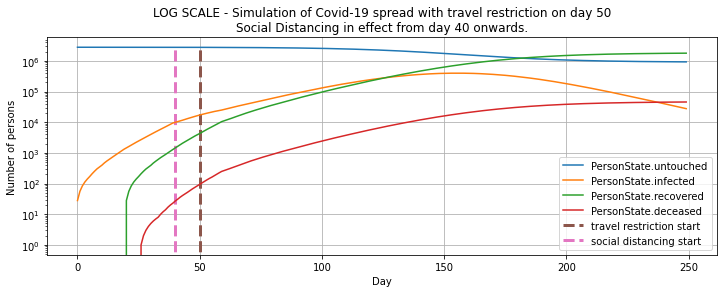 LOG SCALE - Simulation of Covid-19 spread with travel restriction on day 50
Social Distancing in effect from day 40 onwards.
Number of persons
10⁶
10⁵
10⁴
10³
10²
10¹
10⁰
PersonState.untouched
PersonState.infected
PersonState.recovered
PersonState.deceased
travel restriction start
social distancing start
0 50 100 150 200 250
Day